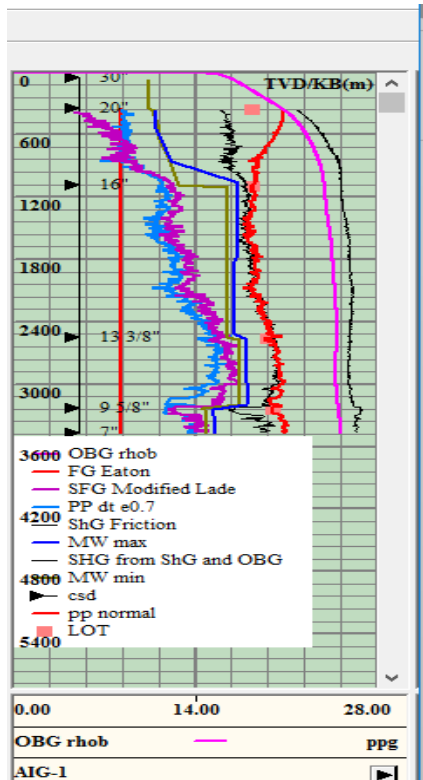 0 30" TVD/KB(m)
20"
600
16"
1200
1800
2400 13 3/8"
3000
9 5/8"
7"
3600 OBG rhob
FG Eaton
SFG Modified Lade
PP dt e0.7
4200 ShG Friction
MW max
SHG from ShG and OBG
4800 MW min
csd
pp normal
5400 LOT
0.00 14.00 28.00
OBG rhob ppg
AIG-1